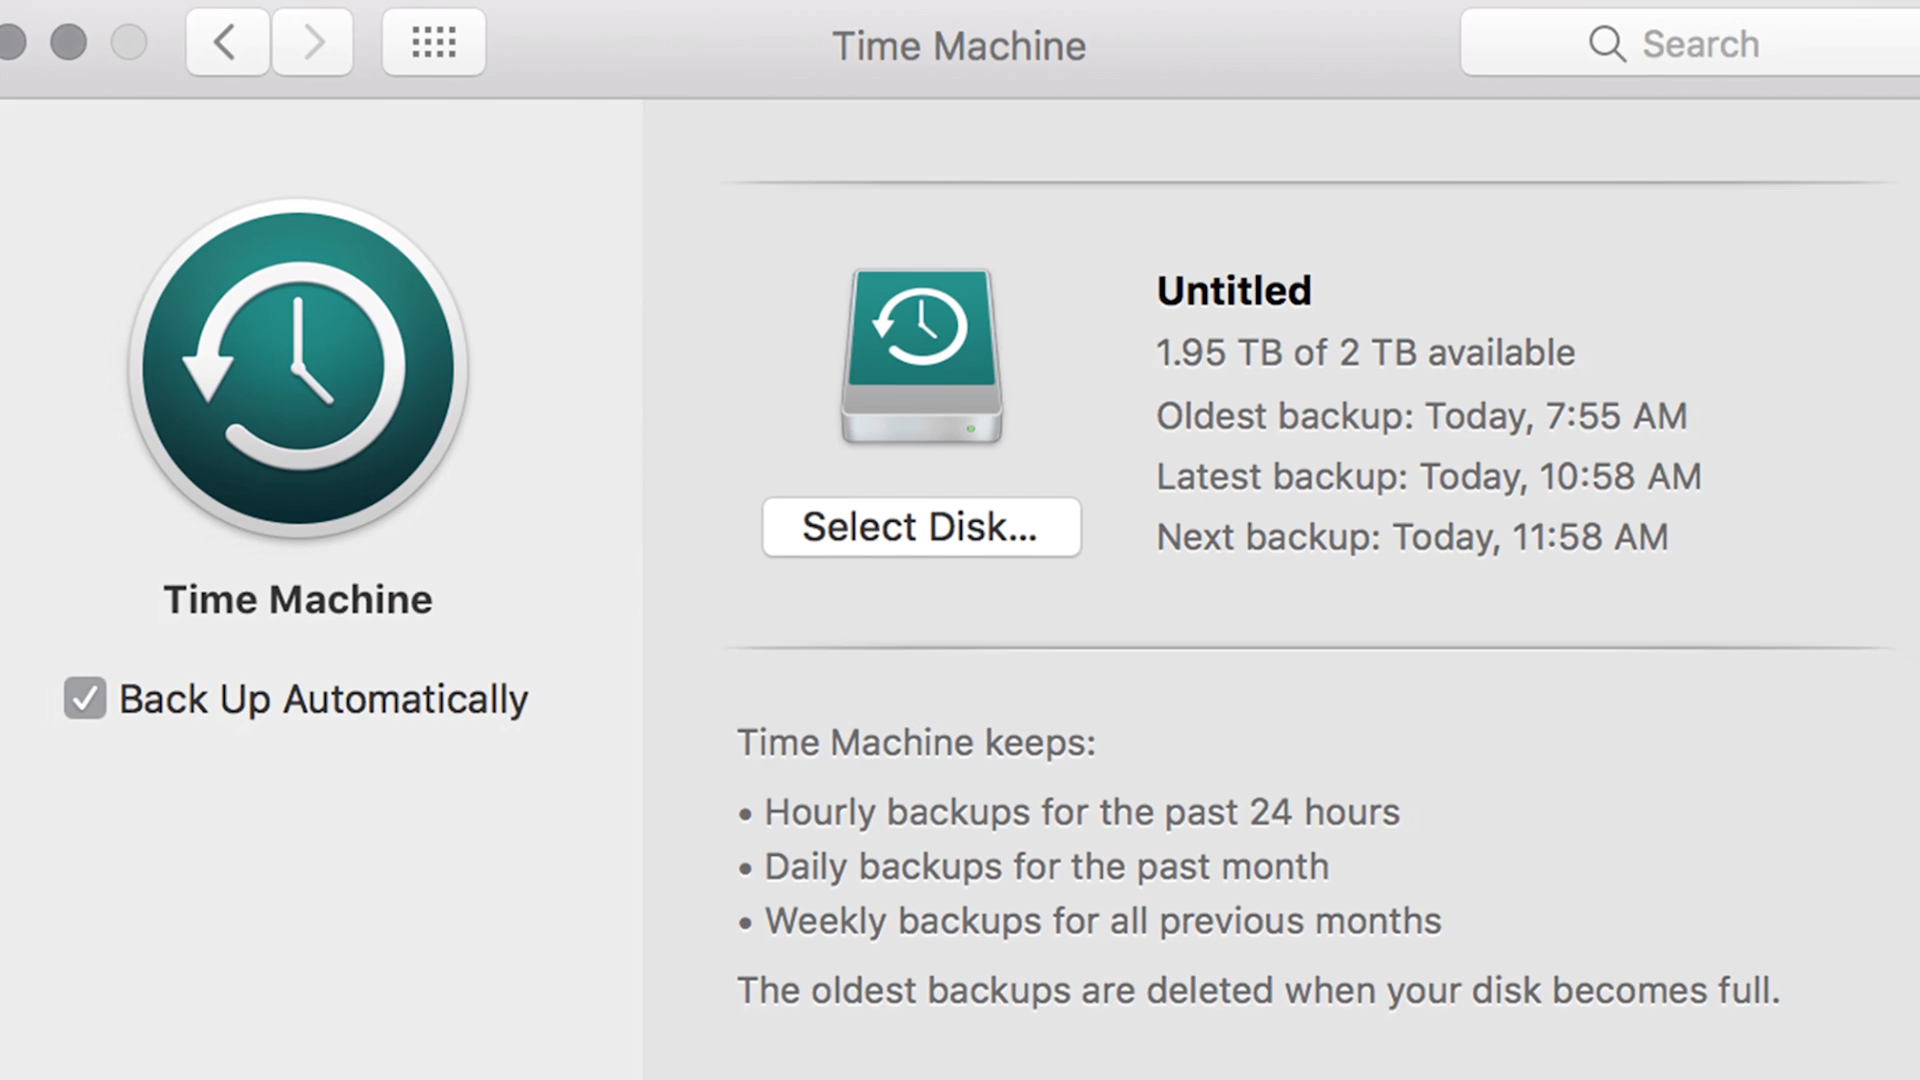 Time Machine
Search
Untitled
1.95 TB of 2 TB available
Oldest backup: Today, 7:55 AM
Latest backup: Today, 10:58 AM
Next backup: Today, 11:58 AM
Select Disk...
Time Machine
Back Up Automatically
Time Machine keeps:
• Hourly backups for the past 24 hours
• Daily backups for the past month
• Weekly backups for all previous months
The oldest backups are deleted when your disk becomes full.